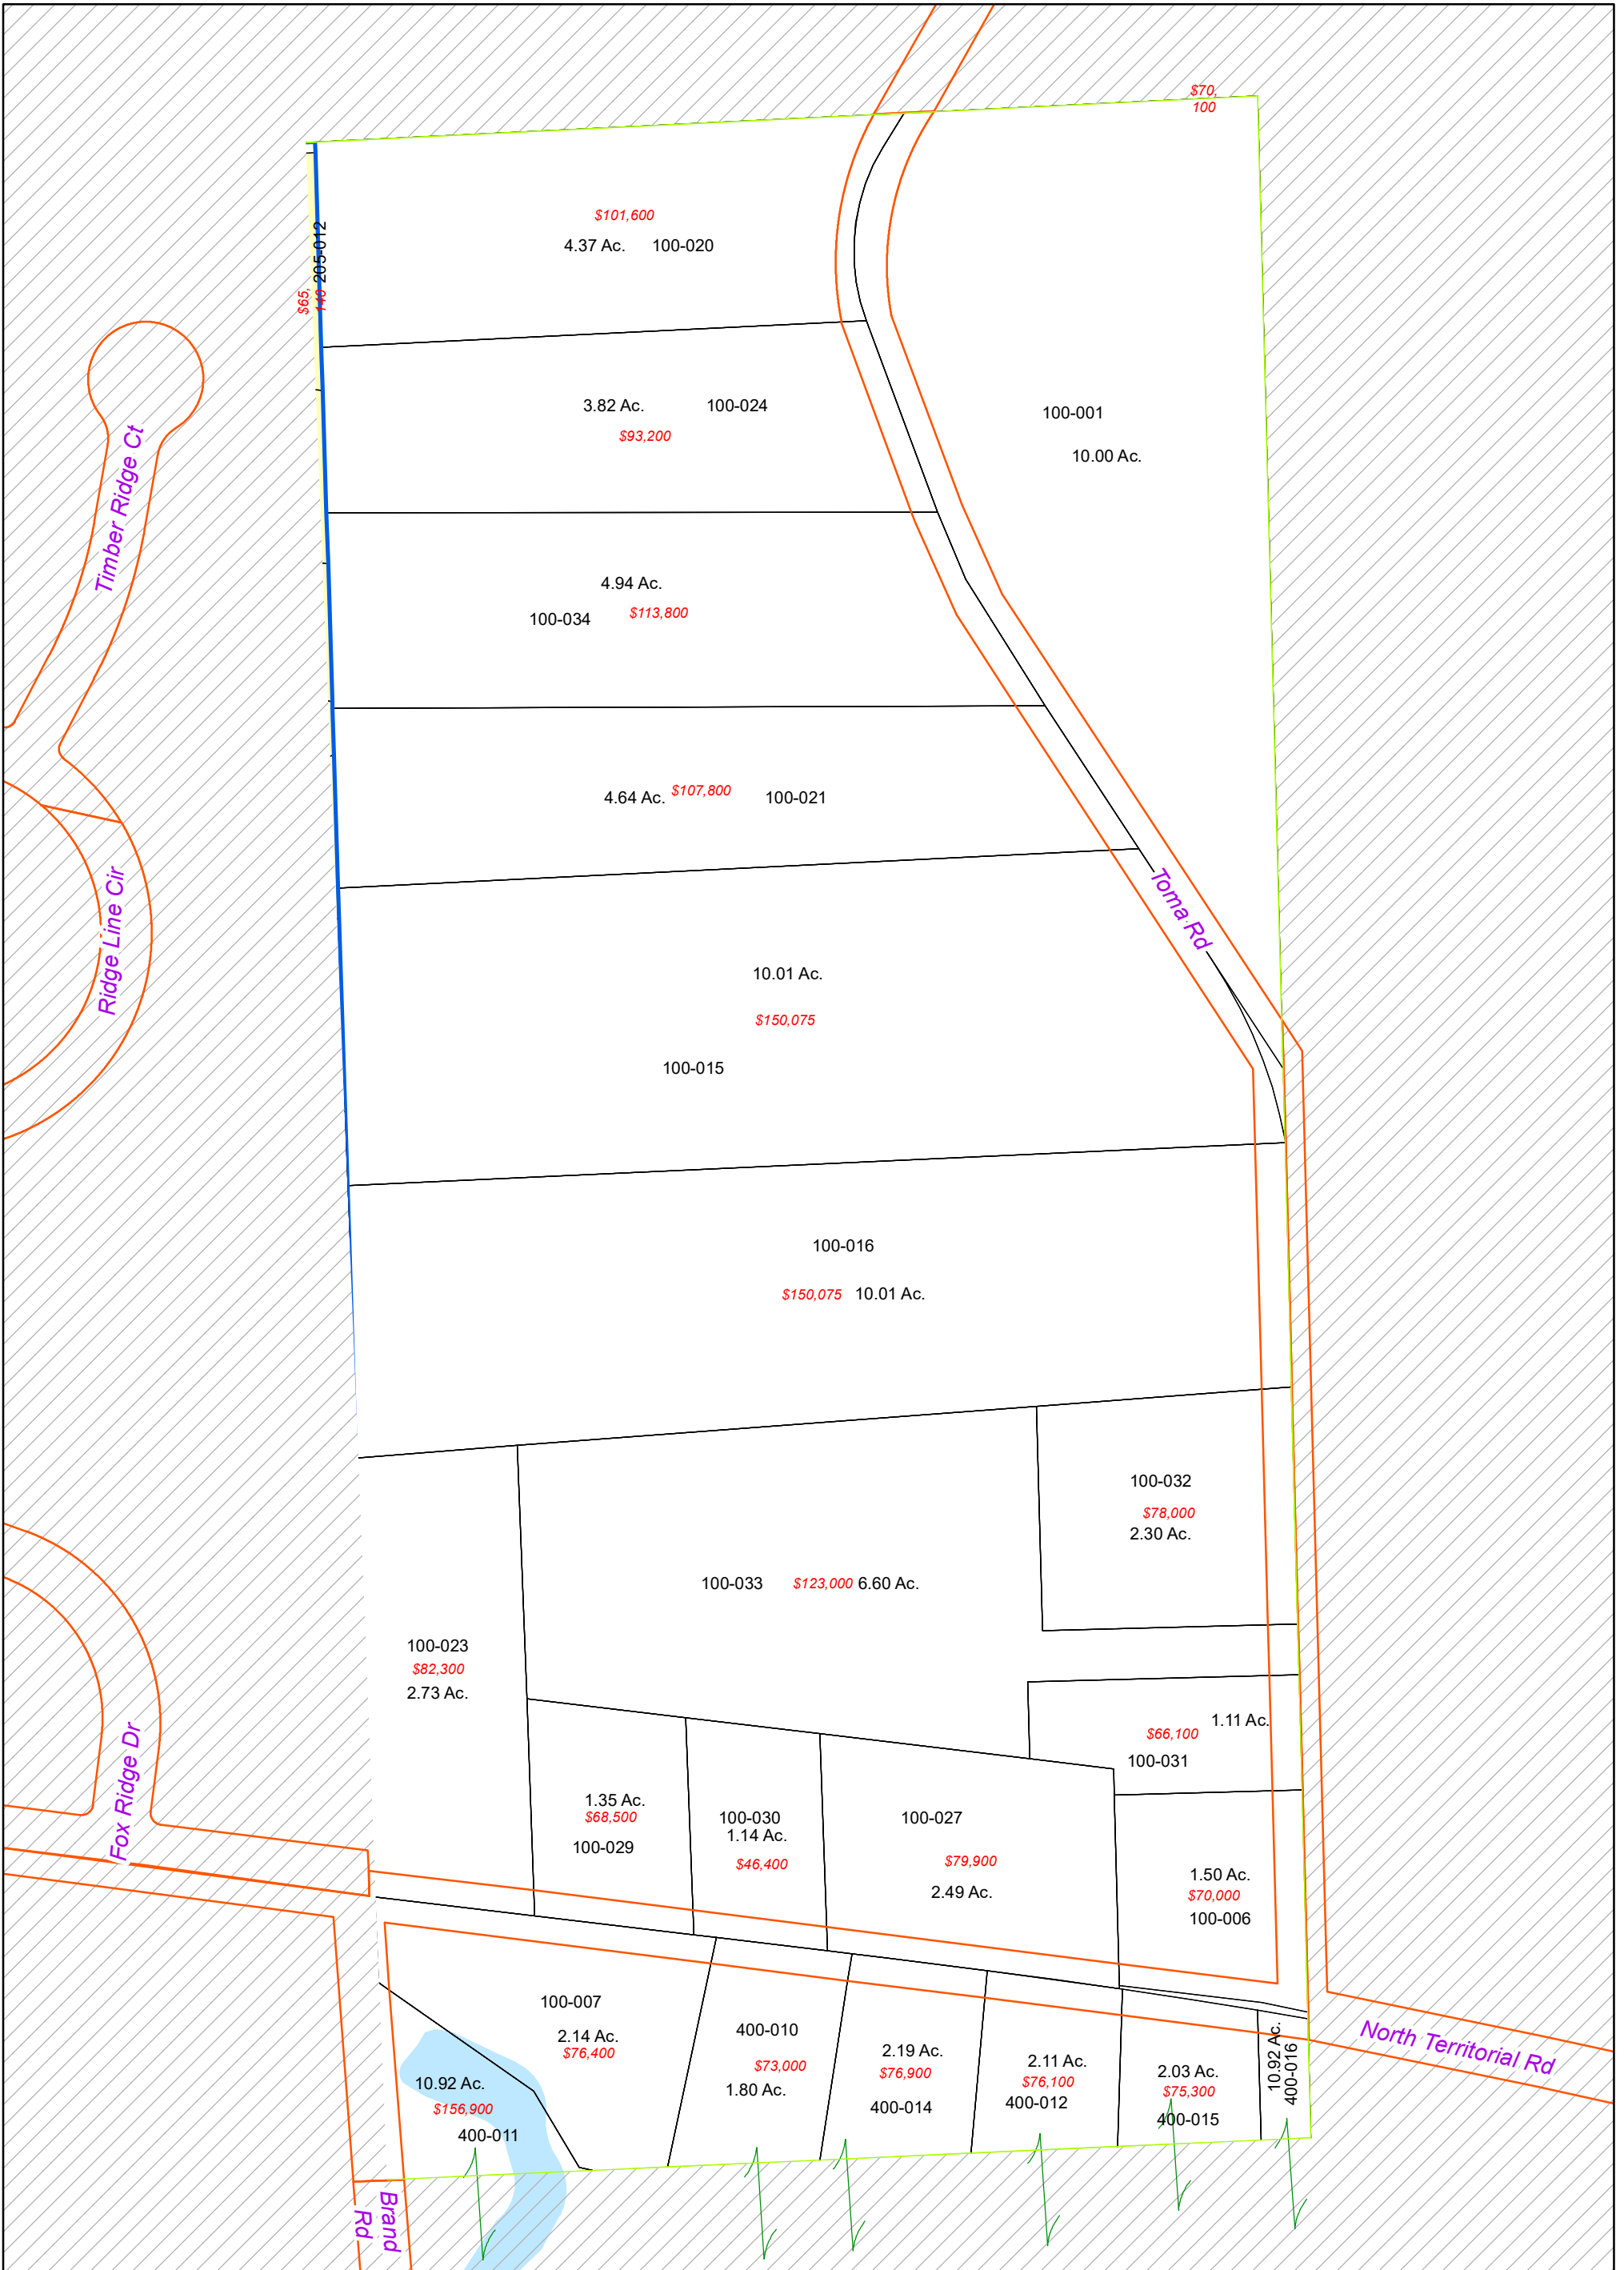 $70,
100
$101,600
4.37 Ac. 100-020
205-012
$65,
140
3.82 Ac. 100-024
$93,200
100-001
10.00 Ac.
Timber Ridge Ct
4.94 Ac.
100-034 $113,800
4.64 Ac. $107,800 100-021
Toma Rd
Ridge Line Cir
10.01 Ac.
$150,075
100-015
100-016
$150,075 10.01 Ac.
100-032
$78,000
2.30 Ac.
100-033 $123,000 6.60 Ac.
100-023
$82,300
2.73 Ac.
1.11 Ac.
$66,100
100-031
Fox Ridge Dr
1.35 Ac.
$68,500
100-029
100-030
1.14 Ac.
$46,400
100-027
$79,900
2.49 Ac.
1.50 Ac.
$70,000
100-006
100-007
2.14 Ac.
$76,400
400-010
$73,000
1.80 Ac.
2.19 Ac.
$76,900
400-014
2.11 Ac.
$76,100
400-012
2.03 Ac.
$75,300
400-015
10.92 Ac.
400-016
North Territorial Rd
10.92 Ac.
$156,900
400-011
Brand
Rd